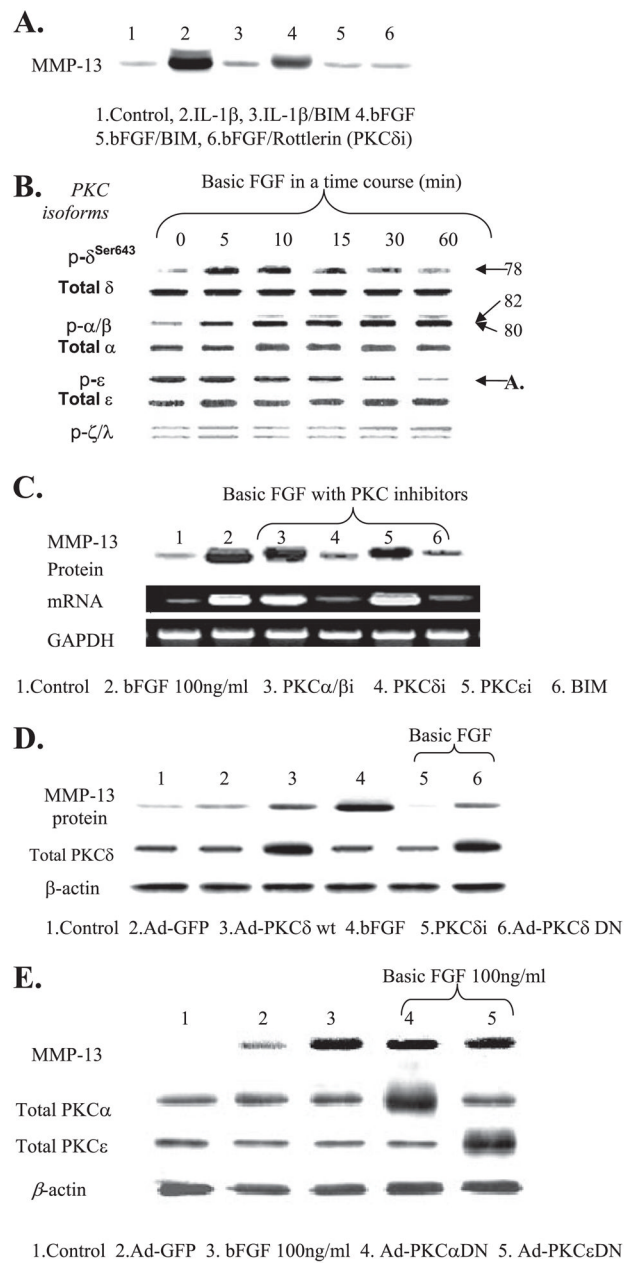 A.
1 2 3 4 5 6
MMP-13
1.Control, 2.IL-1β, 3.IL-1β/BIM 4.bFGF
5.bFGF/BIM, 6.bFGF/Rottlerin (PKCδi)
B.
PKC
isoforms
Basic FGF in a time course (min)
0 5 10 15 30 60
p-δSer643
78
Total δ
82
p-α/β
80
Total α
p-ε
A.
Total ε
p-ζ/λ
C.
Basic FGF with PKC inhibitors
1 2 3 4 5 6
MMP-13
Protein
mRNA
GAPDH
1.Control 2. bFGF 100ng/ml 3. PKCα/βi 4. PKCδi 5. PKCεi 6. BIM
D.
Basic FGF
1 2 3 4 5 6
MMP-13
protein
Total PKCδ
β-actin
1.Control 2.Ad-GFP 3.Ad-PKCδ wt 4.bFGF 5.PKCδi 6.Ad-PKCδ DN
E.
Basic FGF 100ng/ml
1 2 3 4 5
MMP-13
Total PKCα
Total PKCε
β-actin
1.Control 2.Ad-GFP 3. bFGF 100ng/ml 4. Ad-PKCαDN 5. Ad-PKCεDN